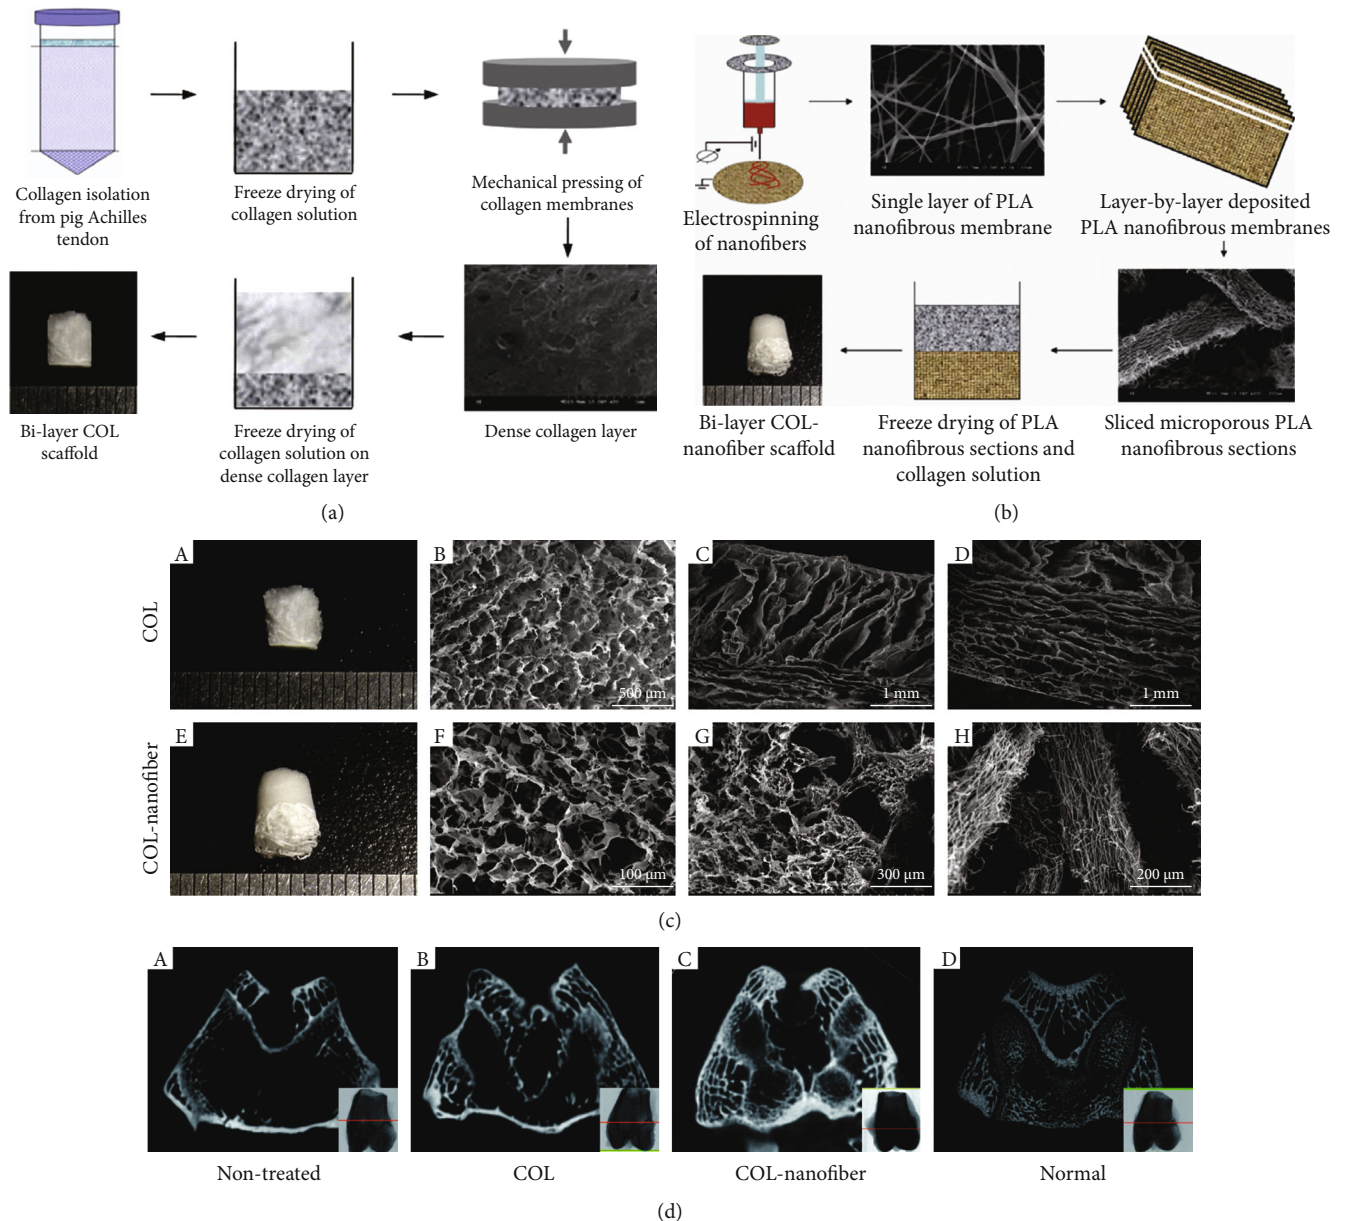 Collagen isolation
from pig Achilles
tendon
Freeze drying of
collagen solution
Mechanical pressing of
collagen membranes
Dense collagen layer
Freeze drying of
collagen solution on
dense collagen layer
Bi-layer COL
scaffold
(a)
Electrospinning
of nanofibers
Single layer of PLA
nanofibrous membrane
Layer-by-layer deposited
PLA nanofibrous membranes
Sliced microporous PLA
nanofibrous sections
Freeze drying of PLA
nanofibrous sections and
collagen solution
Bi-layer COL-
nanofiber scaffold
(b)
COL
A
B
500 μm
C
1 mm
D
1 mm
COL-nanofiber
E
F
100 μm
G
300 μm
H
200 μm
(c)
A
B
C
D
Non-treated
COL
COL-nanofiber
Normal
(d)